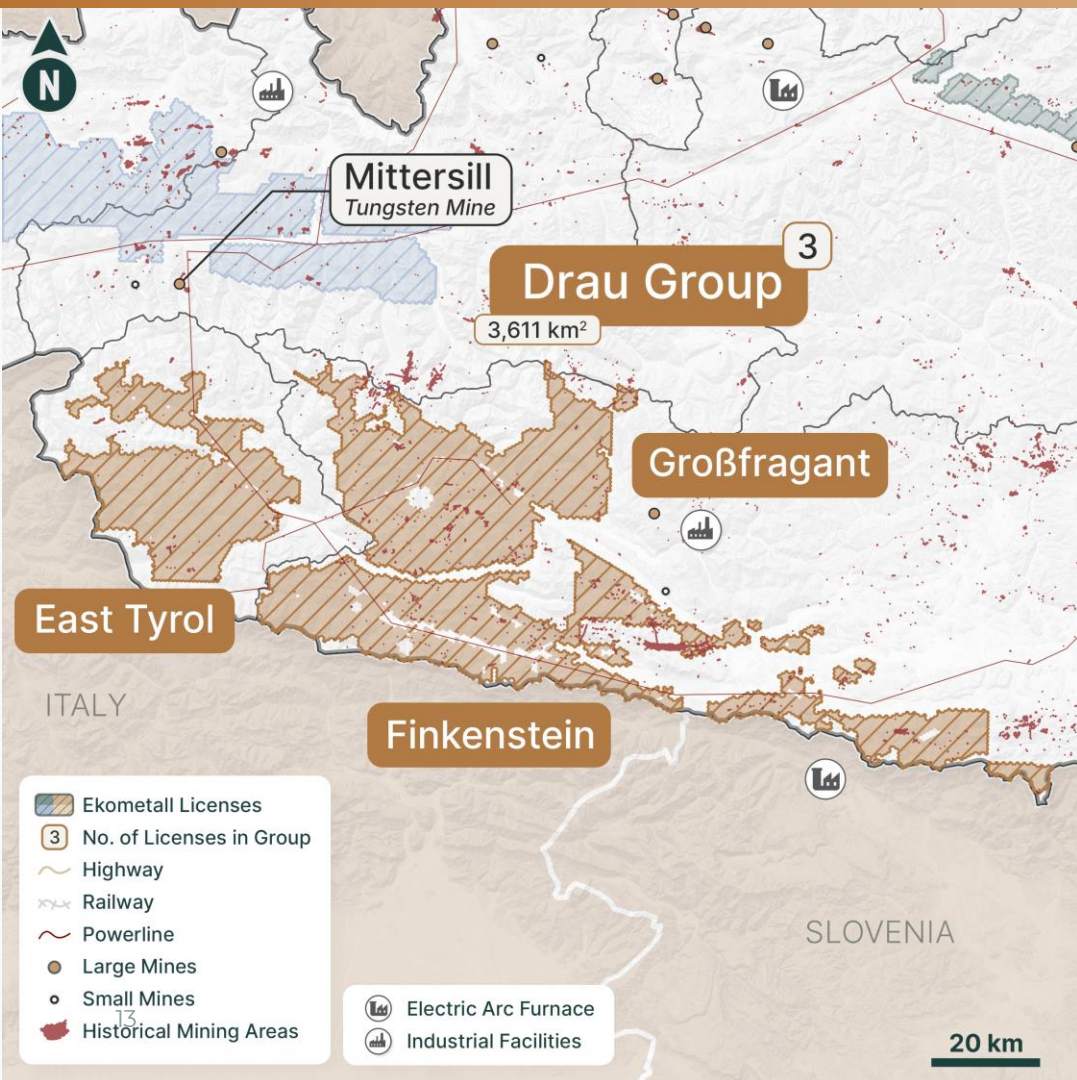 N
Mittersill
Tungsten Mine
3
Drau Group
3,611 km²
Großfragant
East Tyrol
ITALY
Finkenstein
SLOVENIA
Ekometall Licenses
3 No. of Licenses in Group
Highway
Railway
Powerline
Large Mines
Small Mines
13
Historical Mining Areas
Electric Arc Furnace
Industrial Facilities
20 km